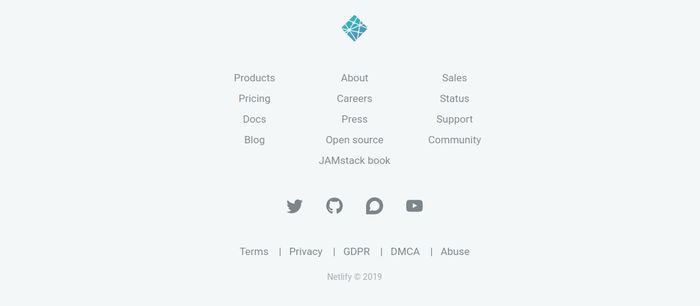 Products About Sales
Pricing Careers Status
Docs Press Support
Blog Open source Community
JAMstack book
Terms | Privacy | GDPR | DMCA | Abuse
Netlify © 2019